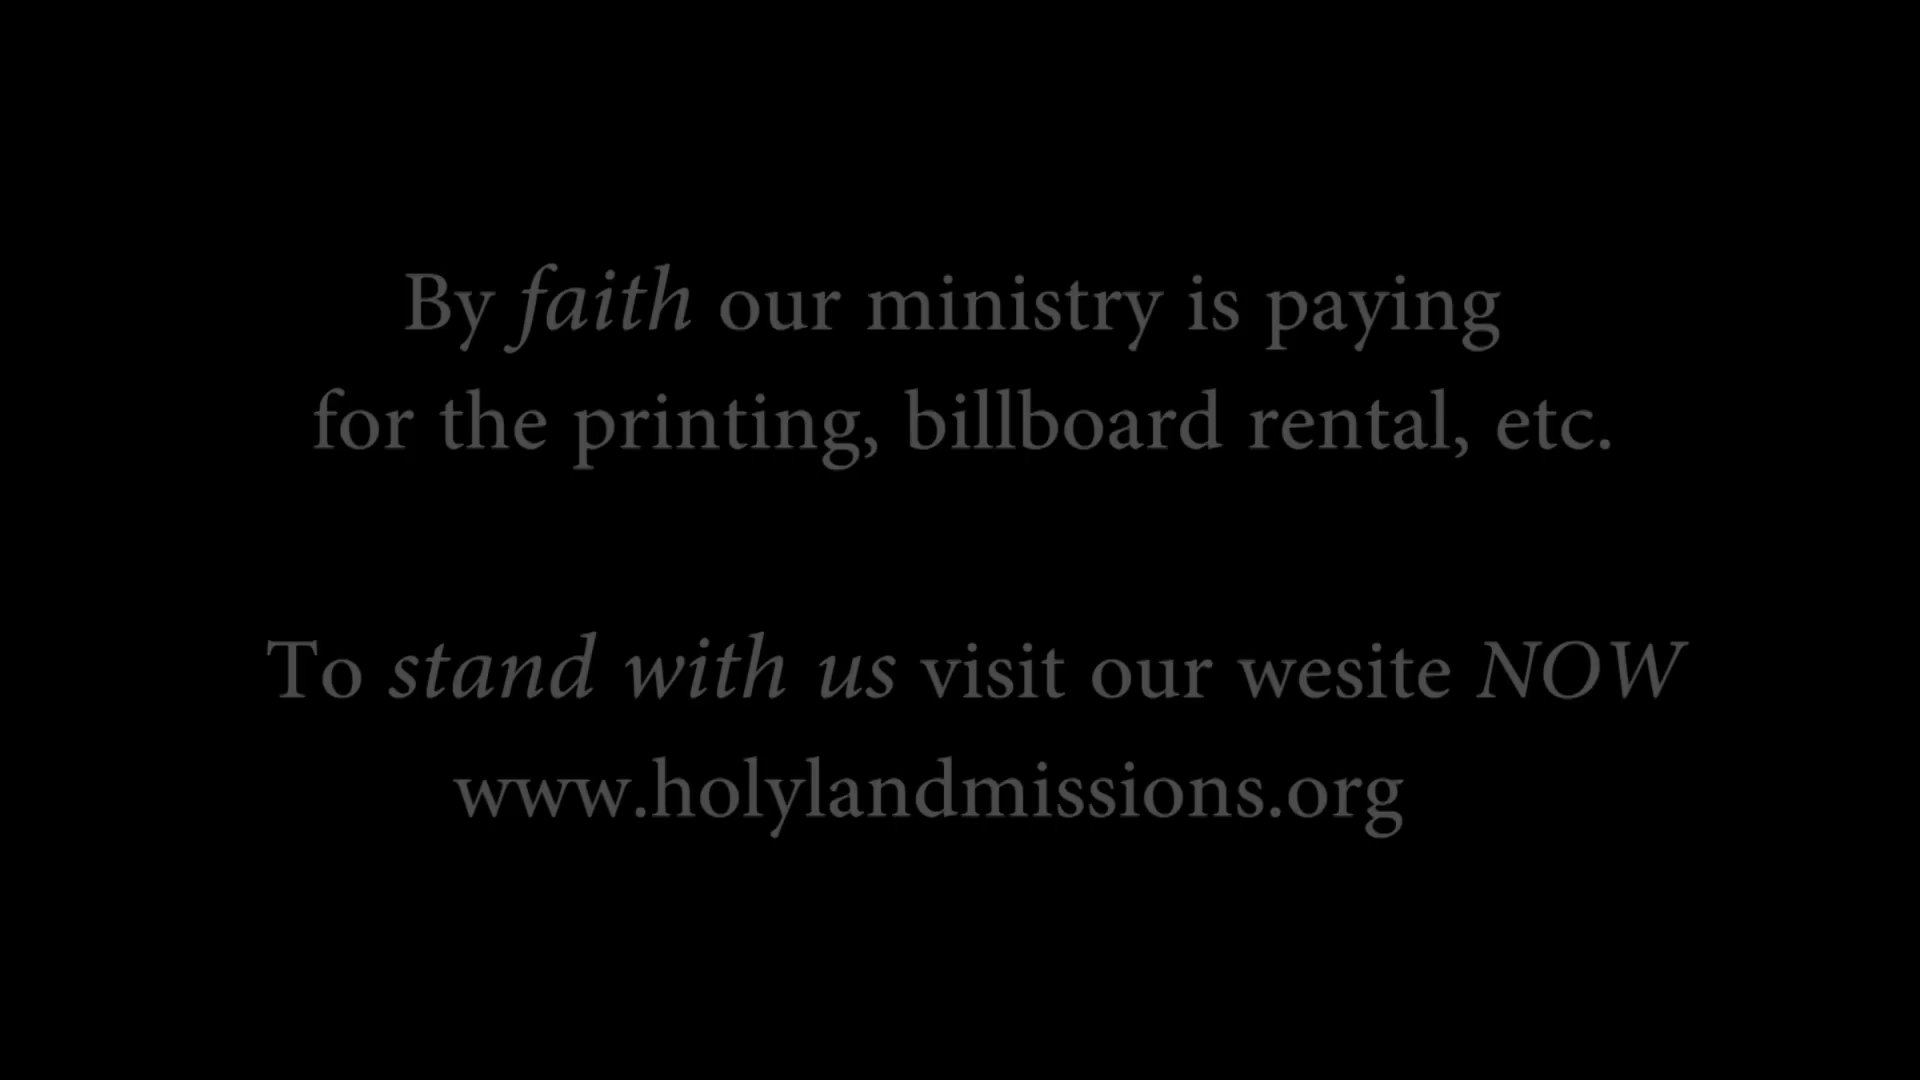 By faith our ministry is paying
for the printing, billboard rental, etc.
To stand with us visit our wesite NOW
www.holylandmissions.org